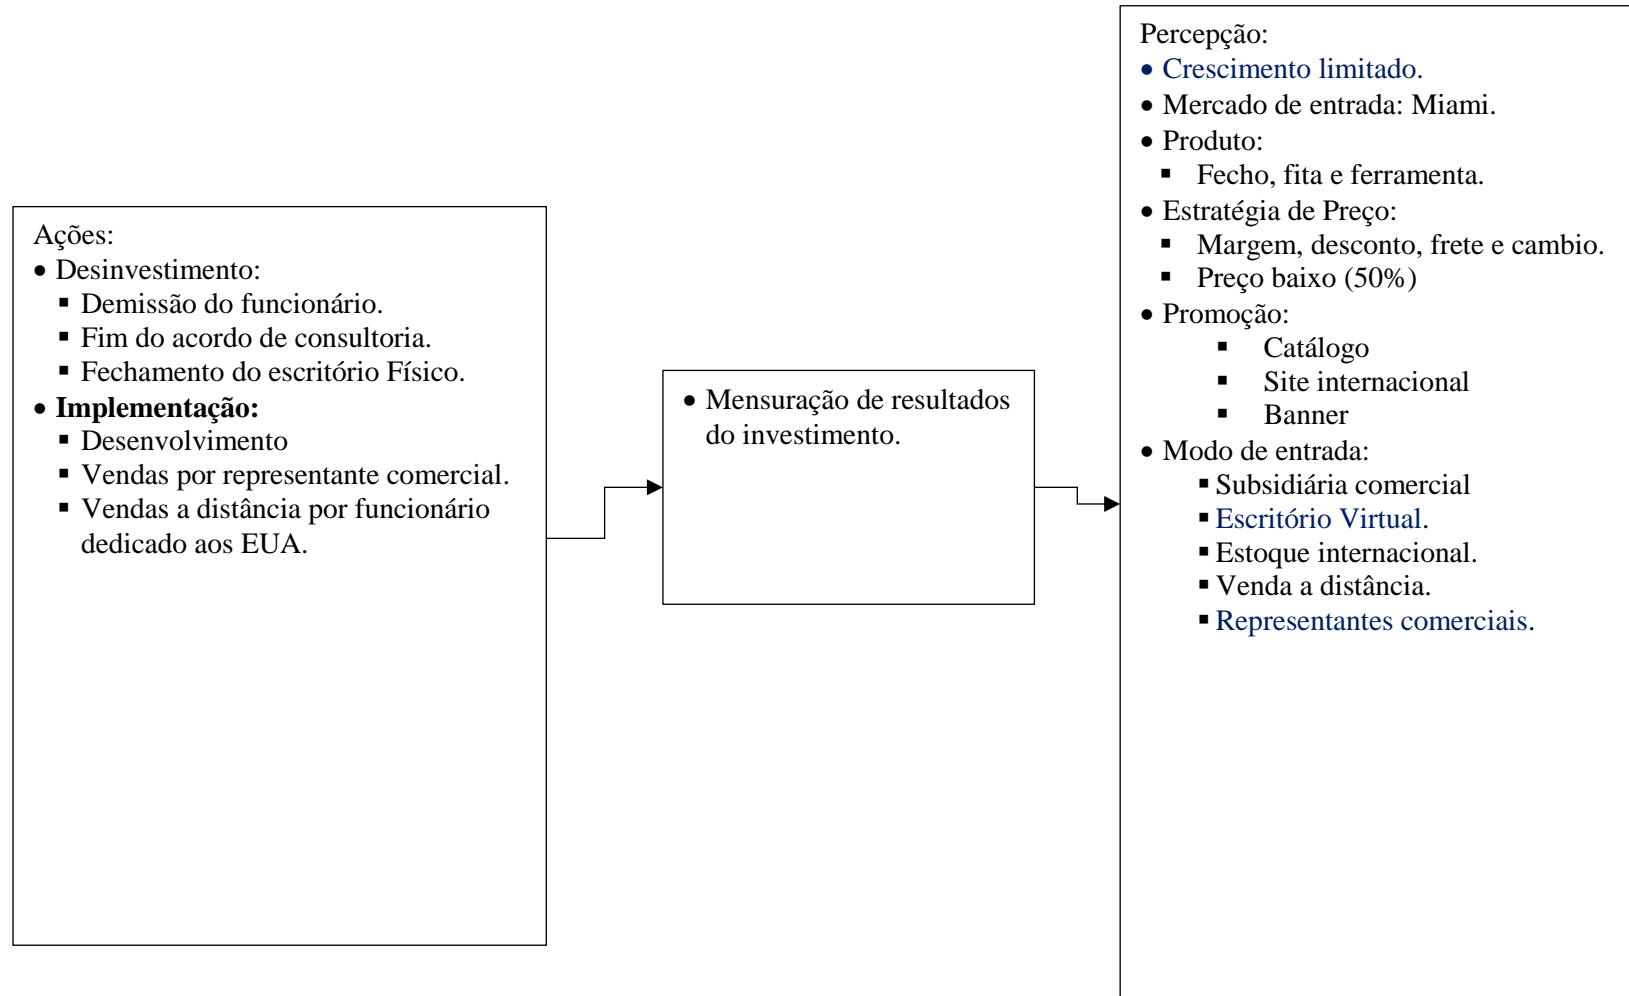 Ações:
• Desinvestimento:
▪ Demissão do funcionário.
▪ Fim do acordo de consultoria.
▪ Fechamento do escritório Físico.
• Implementação:
▪ Desenvolvimento
▪ Vendas por representante comercial.
▪ Vendas a distância por funcionário
dedicado aos EUA.
• Mensuração de resultados
do investimento.
Percepção:
• Crescimento limitado.
• Mercado de entrada: Miami.
• Produto:
▪ Fecho, fita e ferramenta.
• Estratégia de Preço:
▪ Margem, desconto, frete e cambio.
▪ Preço baixo (50%)
• Promoção:
▪ Catálogo
▪ Site internacional
▪ Banner
• Modo de entrada:
▪ Subsidiária comercial
▪ Escritório Virtual.
▪ Estoque internacional.
▪ Venda a distância.
▪ Representantes comerciais.